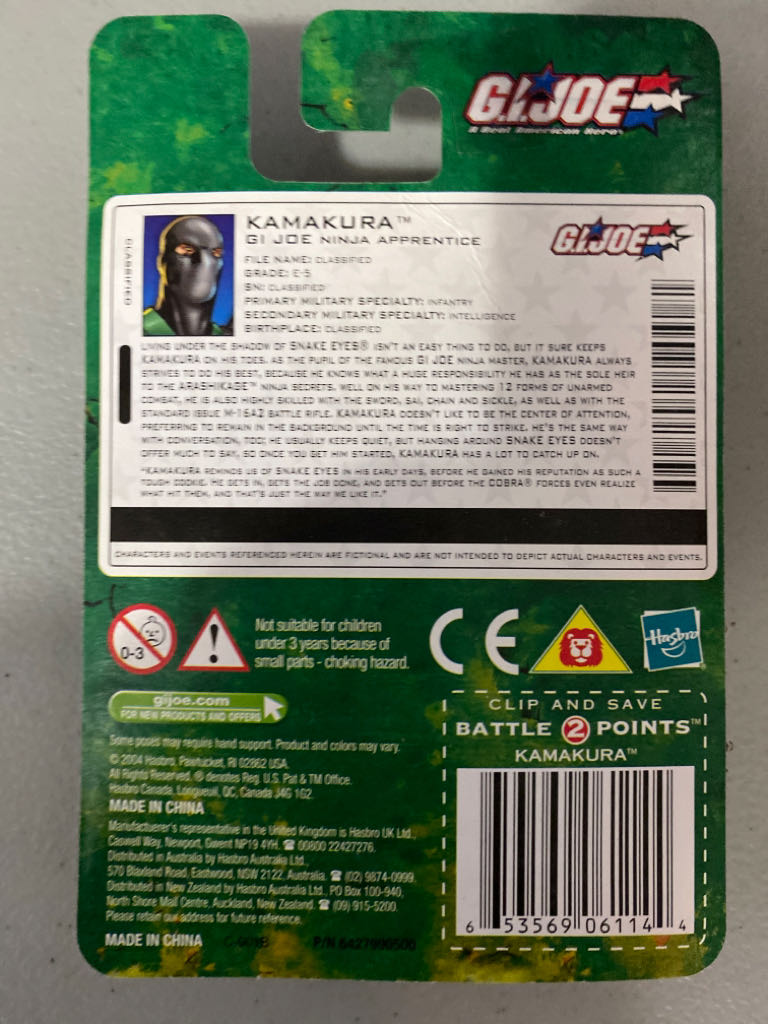 G.I.JOE
A Real American Hero
CLASSIFIED
KAMAKURA™
GI JOE NINJA APPRENTICE
G.I.JOE
FILE NAME: CLASSIFIED
GRADE: E-5
SN: CLASSIFIED
PRIMARY MILITARY SPECIALTY: INFANTRY
SECONDARY MILITARY SPECIALTY: INTELLIGENCE
BIRTHPLACE: CLASSIFIED
LIVING UNDER THE SHADOW OF SNAKE EYES® ISN'T AN EASY THING TO DO, BUT IT SURE KEEPS
KAMAKURA ON HIS TOES. AS THE PUPIL OF THE FAMOUS GI JOE NINJA MASTER, KAMAKURA ALWAYS
STRIVES TO DO HIS BEST, BECAUSE HE KNOWS WHAT A HUGE RESPONSIBILITY HE HAS AS THE SOLE HEIR
TO THE ARASHIKAGE™ NINJA SECRETS. WELL ON HIS WAY TO MASTERING 12 FORMS OF UNARMED
COMBAT, HE IS ALSO HIGHLY SKILLED WITH THE SWORD, SAI, CHAIN AND SICKLE, AS WELL AS WITH THE
STANDARD ISSUE M-16A2 BATTLE RIFLE. KAMAKURA DOESN'T LIKE TO BE THE CENTER OF ATTENTION,
PREFERRING TO REMAIN IN THE BACKGROUND UNTIL THE TIME IS RIGHT TO STRIKE. HE'S THE SAME WAY
WITH CONVERSATION, TOO; HE USUALLY KEEPS QUIET, BUT HANGING AROUND SNAKE EYES DOESN'T
OFFER MUCH TO SAY, SO ONCE YOU GET HIM STARTED, KAMAKURA HAS A LOT TO CATCH UP ON.
"KAMAKURA REMINDS US OF SNAKE EYES IN HIS EARLY DAYS, BEFORE HE GAINED HIS REPUTATION AS SUCH A
TOUGH COOKIE. HE GETS IN, GETS THE JOB DONE, AND GETS OUT BEFORE THE COBRA® FORCES EVEN REALIZE
WHAT HIT THEM, AND THAT'S JUST THE WAY WE LIKE IT."
CHARACTERS AND EVENTS REFERENCED HEREIN ARE FICTIONAL AND ARE NOT INTENDED TO DEPICT ACTUAL CHARACTERS AND EVENTS.
0-3
Not suitable for children
under 3 years because of
small parts - choking hazard.
CE
Hasbro
gijoe.com
FOR NEW PRODUCTS AND OFFERS
Some poses may require hand support. Product and colors may vary.
© 2004 Hasbro. Pawtucket, RI 02862 USA.
All Rights Reserved. ® denotes Reg. U.S. Pat & TM Office.
Hasbro Canada, Longueuil, QC, Canada J4G 1G2.
MADE IN CHINA
Manufacturer's representative in the United Kingdom is Hasbro UK Ltd.,
Caswell Way, Newport, Gwent NP19 4YH. ☎ 00800 22427276.
Distributed in Australia by Hasbro Australia Ltd.,
570 Blaxland Road, Eastwood, NSW 2122, Australia. ☎ (02) 9874-0999.
Distributed in New Zealand by Hasbro Australia Ltd., PO Box 100-940,
North Shore Mail Centre, Auckland, New Zealand. ☎ (09) 915-5200.
Please retain our address for future reference.
MADE IN CHINA
P/N 6427990500
CLIP AND SAVE
BATTLE 2 POINTS™
KAMAKURA™
6 53569 06114 4